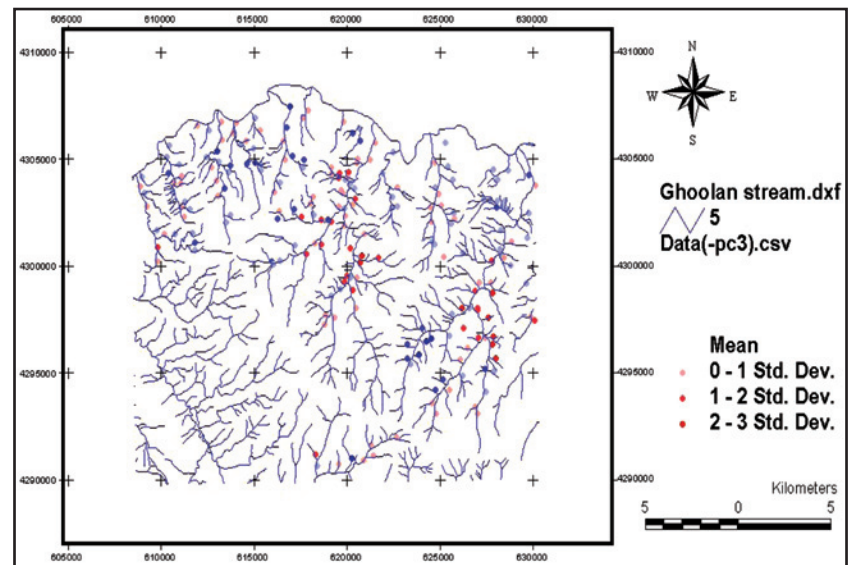 605000 610000 615000 620000 625000 630000
4310000 4310000
4305000 4305000
4300000 4300000
4295000 4295000
4290000 4290000
605000 610000 615000 620000 625000 630000
N
W E
S
Ghoolan stream.dxf
5
Data(-pc3).csv
Mean
0 - 1 Std. Dev.
1 - 2 Std. Dev.
2 - 3 Std. Dev.
Kilometers
5 0 5